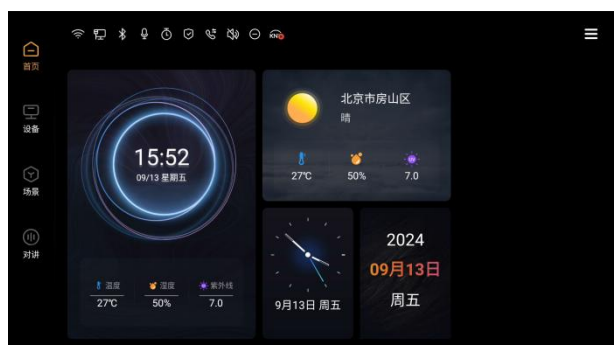 KNX
首页
设备
场景
对讲
15:52
09/13 星期五
温度
湿度
紫外线
27℃
50%
7.0
北京市房山区
晴
27℃
50%
7.0
9月13日 周五
2024
09月13日
周五